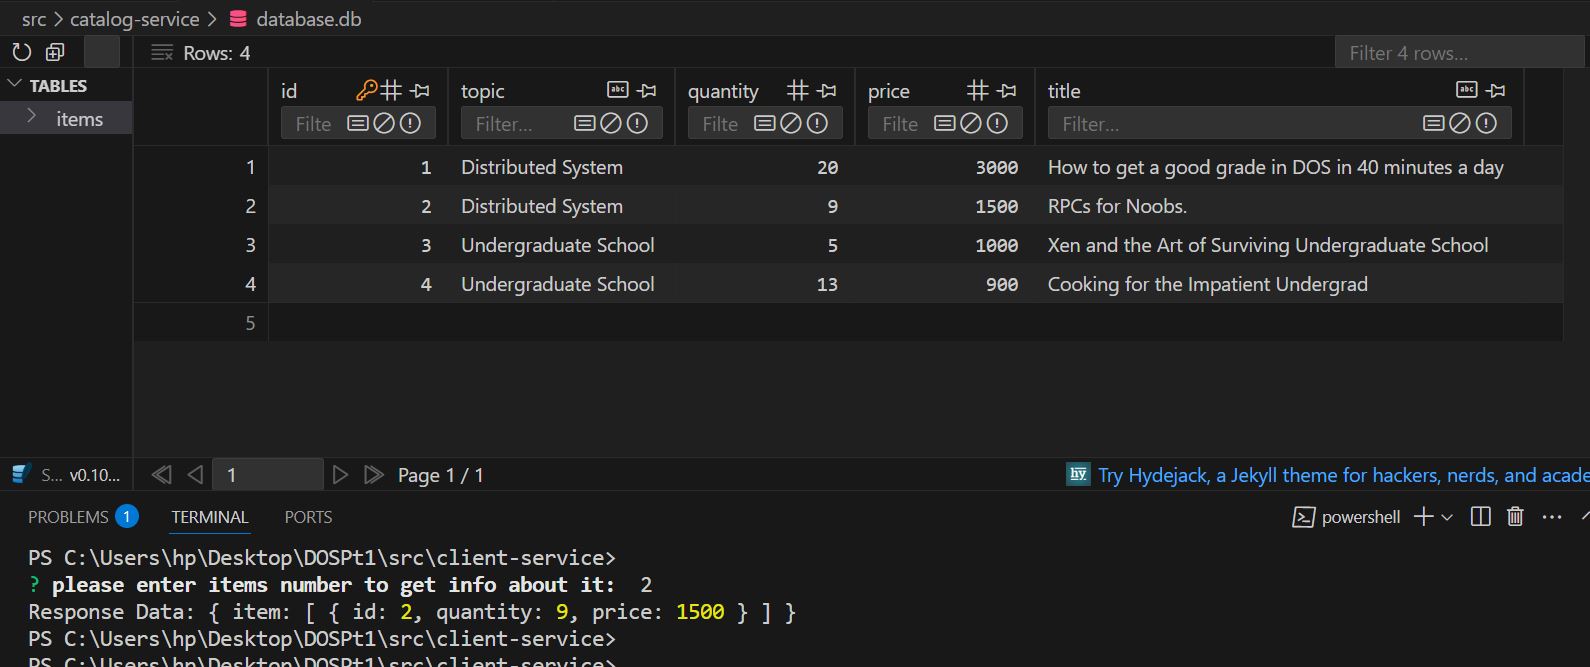 src > catalog-service > database.db
Rows: 4
Filter 4 rows...
TABLES
items
id topic quantity price title
Filte Filter... Filte Filte Filter...
1 1 Distributed System 20 3000 How to get a good grade in DOS in 40 minutes a day
2 2 Distributed System 9 1500 RPCs for Noobs.
3 3 Undergraduate School 5 1000 Xen and the Art of Surviving Undergraduate School
4 4 Undergraduate School 13 900 Cooking for the Impatient Undergrad
5
S... v0.10... 1 Page 1 / 1 hy Try Hydejack, a Jekyll theme for hackers, nerds, and acade
PROBLEMS 1 TERMINAL PORTS powershell
PS C:\Users\hp\Desktop\DOSPt1\src\client-service>
? please enter items number to get info about it: 2
Response Data: { item: [ { id: 2, quantity: 9, price: 1500 } ] }
PS C:\Users\hp\Desktop\DOSPt1\src\client-service>
PS C:\Users\hp\Desktop\DOSPt1\src\client-service>